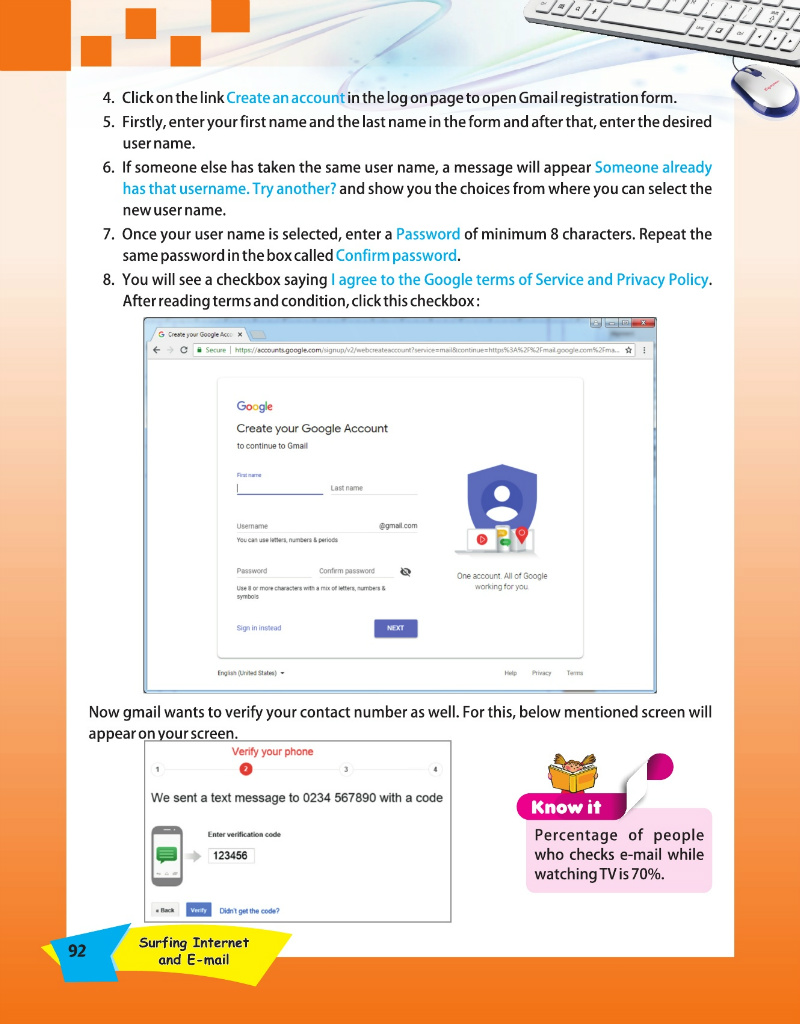 4. Click on the link Create an account in the log on page to open Gmail registration form.
5. Firstly, enter your first name and the last name in the form and after that, enter the desired
user name.
6. If someone else has taken the same user name, a message will appear Someone already
has that username. Try another? and show you the choices from where you can select the
new user name.
7. Once your user name is selected, enter a Password of minimum 8 characters. Repeat the
same password in the box called Confirm password.
8. You will see a checkbox saying I agree to the Google terms of Service and Privacy Policy.
After reading terms and condition, click this checkbox :
Create your Google Acco
Secure | https://accounts.google.com/signup/v2/webcreateaccount?service=mail&continue=https%3A%2F%2Fmail.google.com%2Fma...
Google
Create your Google Account
to continue to Gmail
First name
Last name
Username @gmail.com
You can use letters, numbers & periods
Password Confirm password
Use 8 or more characters with a mix of letters, numbers &
symbols
One account. All of Google
working for you.
Sign in instead NEXT
English (United States) Help Privacy Terms
Now gmail wants to verify your contact number as well. For this, below mentioned screen will
appear on your screen.
Verify your phone
1 2 3 4
We sent a text message to 0234 567890 with a code
Enter verification code
123456
« Back Verify Didn't get the code?
Know it
Percentage of people
who checks e-mail while
watching TV is 70%.
92
Surfing Internet
and E-mail